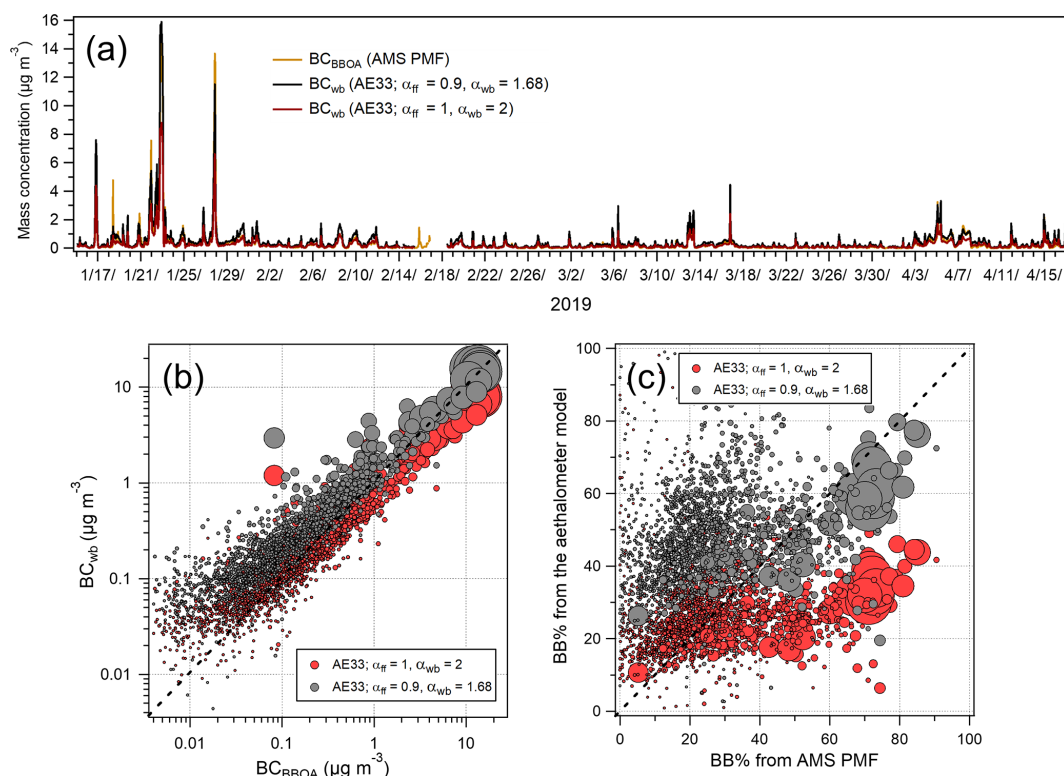 (a)
Mass concentration (µg m⁻³)
16
14
12
10
8
6
4
2
0
BC_BBOA (AMS PMF)
BC_wb (AE33; α_ff = 0.9, α_wb = 1.68)
BC_wb (AE33; α_ff = 1, α_wb = 2)
1/17/ 1/21 1/25/ 1/29/ 2/2/ 2/6/ 2/10/ 2/14/ 2/18/ 2/22/ 2/26/ 3/2/ 3/6/ 3/10/ 3/14/ 3/18/ 3/22/ 3/26/ 3/30/ 4/3/ 4/7/ 4/11/ 4/15/
2019
(b)
BC_wb (µg m⁻³)
10
1
0.1
0.01
AE33; α_ff = 1, α_wb = 2
AE33; α_ff = 0.9, α_wb = 1.68
0.01 0.1 1 10
BC_BBOA (µg m⁻³)
(c)
BB% from the aethalometer model
100
80
60
40
20
0
AE33; α_ff = 1, α_wb = 2
AE33; α_ff = 0.9, α_wb = 1.68
0 20 40 60 80 100
BB% from AMS PMF